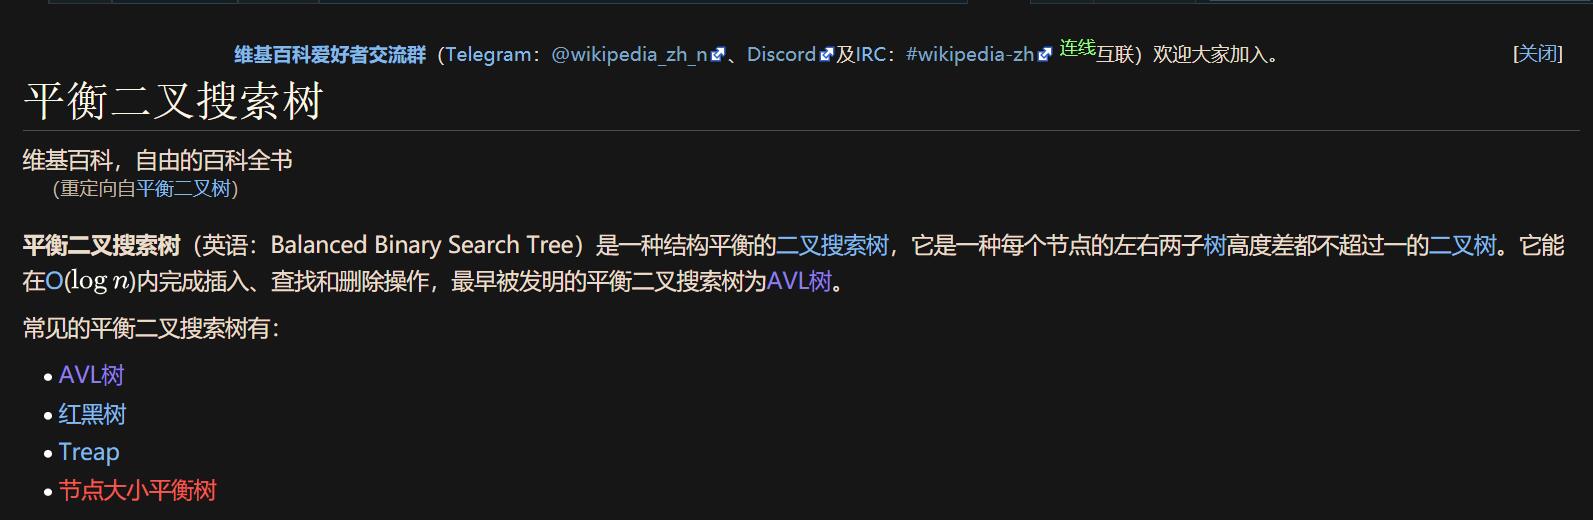 维基百科爱好者交流群（Telegram：@wikipedia_zh_n、Discord及IRC：#wikipedia-zh 连线互联）欢迎大家加入。 [关闭]
平衡二叉搜索树
维基百科，自由的百科全书
（重定向自平衡二叉树）
平衡二叉搜索树（英语：Balanced Binary Search Tree）是一种结构平衡的二叉搜索树，它是一种每个节点的左右两子树高度差都不超过一的二叉树。它能
在O(log n)内完成插入、查找和删除操作，最早被发明的平衡二叉搜索树为AVL树。
常见的平衡二叉搜索树有：
• AVL树
• 红黑树
• Treap
• 节点大小平衡树